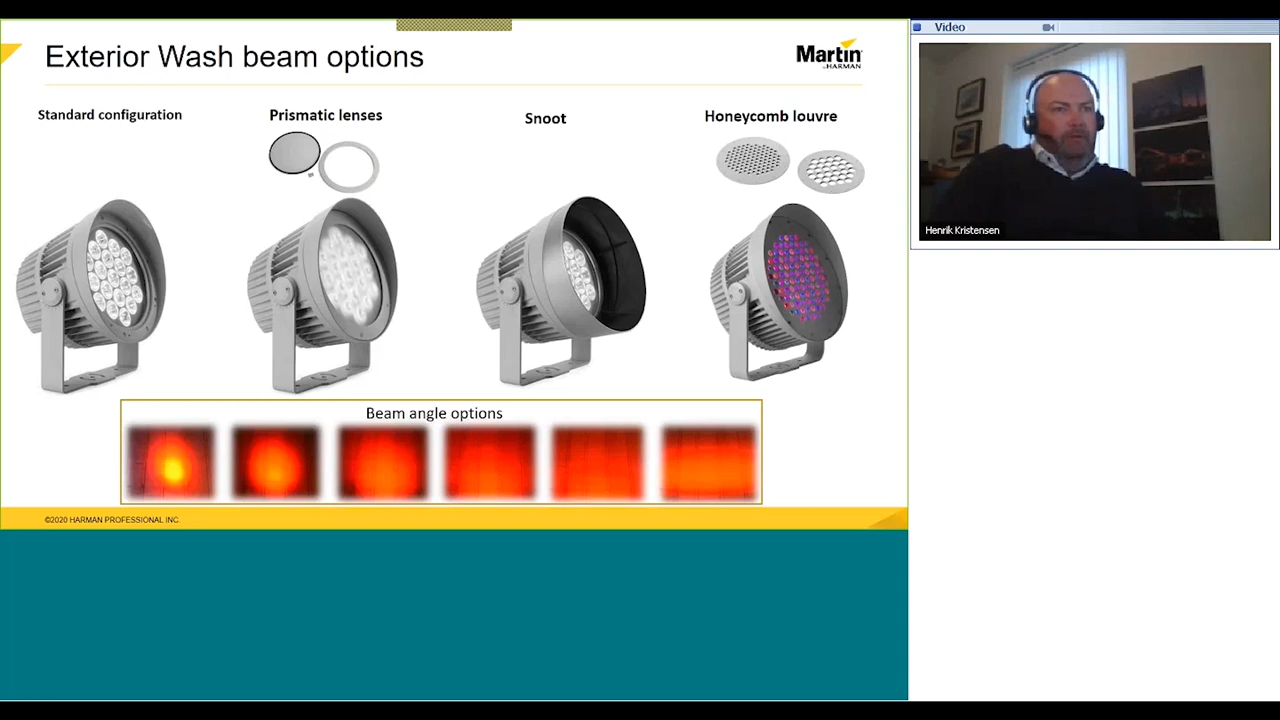 Exterior Wash beam options
Martin
by HARMAN
Standard configuration
Prismatic lenses
Snoot
Honeycomb louvre
Beam angle options
©2020 HARMAN PROFESSIONAL INC.
Video
Henrik Kristensen